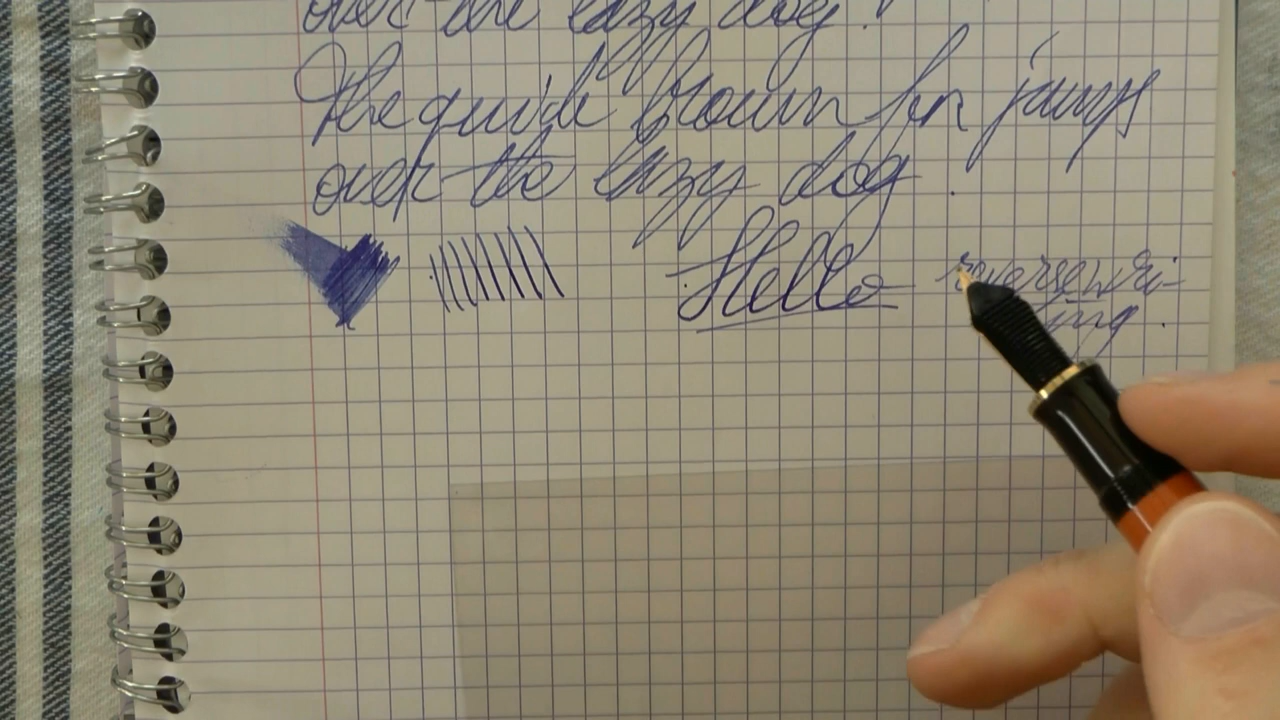 over the lazy dog.
The quick brown fox jumps
over the lazy dog.
Hello reverse wri-
ting.